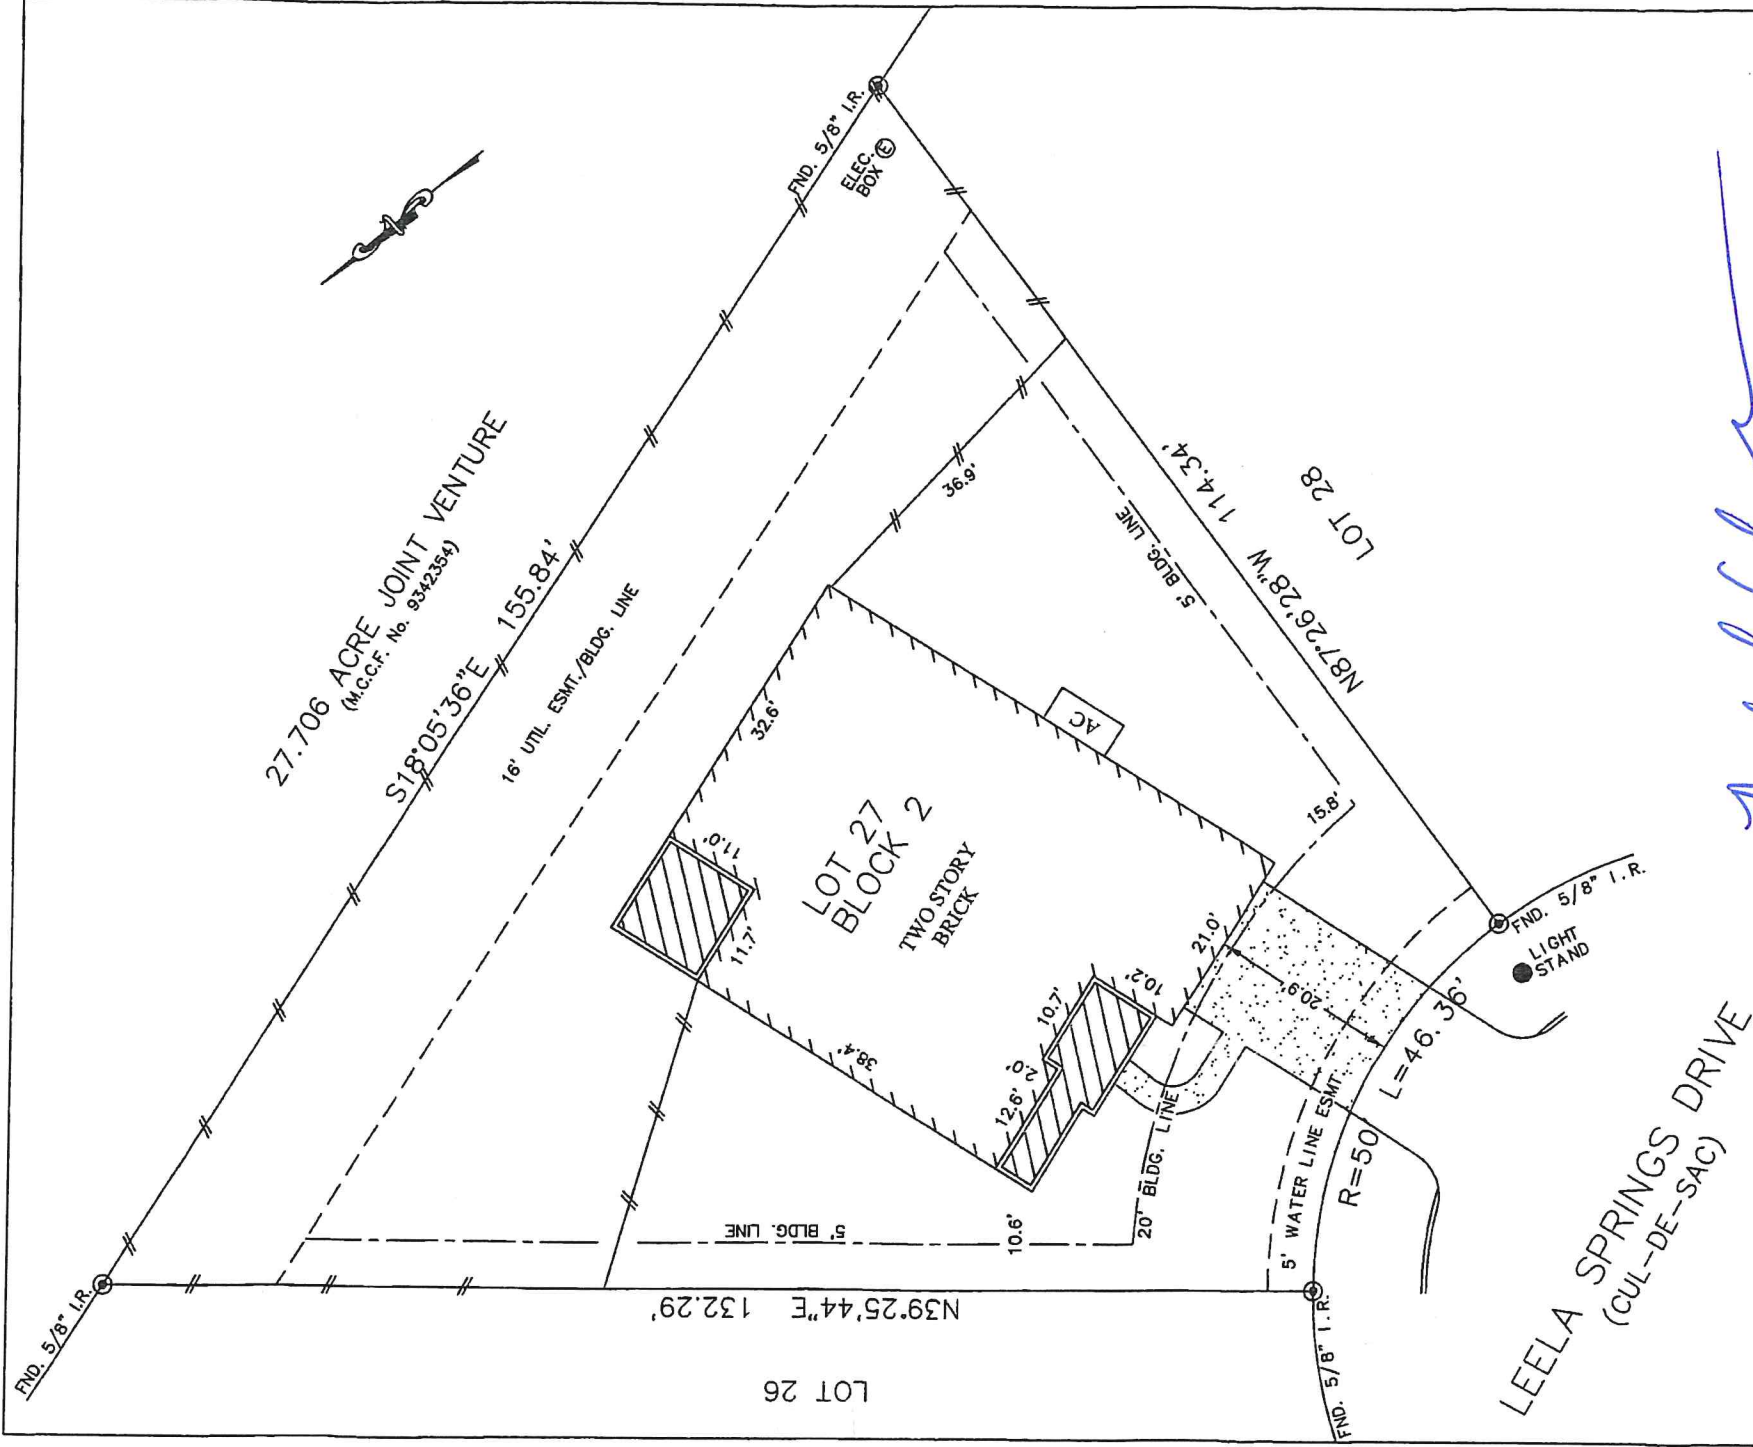 FND. 5/8" I.R.
ELEC.
BOX
E
27.706 ACRE JOINT VENTURE
(M.C.C.F. No. 9342354)
S18°05'36"E 155.84'
16' UTIL. ESMT./BLDG. LINE
36.9'
5' BLDG. LINE
N87°26'28"W 114.34'
LOT 28
32.6'
AC
11.0'
11.7'
LOT 27
BLOCK 2
TWO STORY
BRICK
15.8'
21.0'
10.2'
10.7'
2.0'
12.6'
38.4'
20.9'
FND. 5/8" I.R.
LIGHT
STAND
L=46.36'
R=50'
5' WATER LINE ESMT.
20' BLDG. LINE
10.6'
5' BLDG. LINE
N39°25'44"E 132.29'
LOT 26
FND. 5/8" I.R.
FND. 5/8" I.R.
LEELA SPRINGS DRIVE
(CUL-DE-SAC)